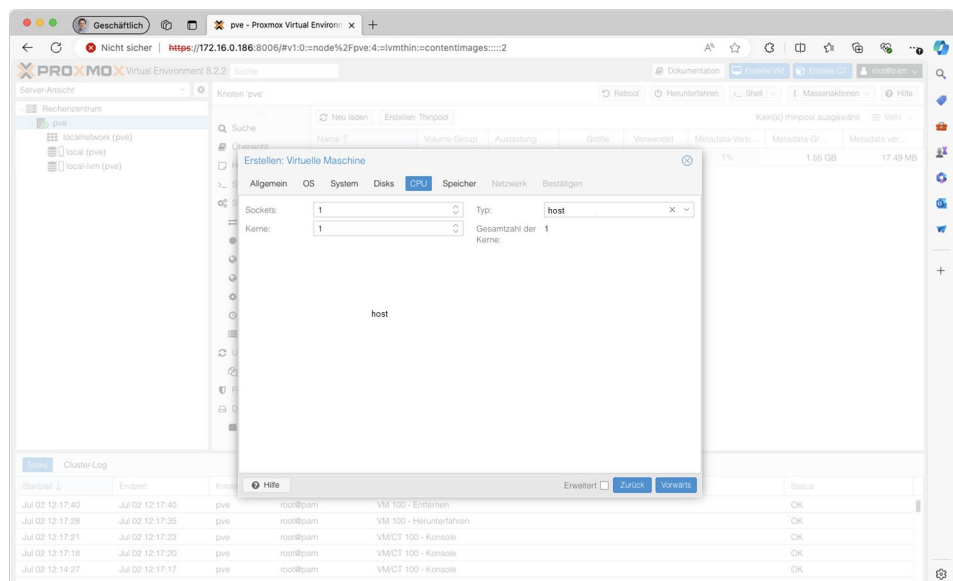 Geschäftlich
pve - Proxmox Virtual Environn
Nicht sicher | https://172.16.0.186:8006/#v1:0:=node%2Fpve:4:=lvmthin:=contentImages:::::2
PROXMOX Virtual Environment 8.2.2 Suche
Dokumentation Erstelle VM Erstelle CT root@pam
Server-Ansicht
Knoten 'pve'
Reboot Herunterfahren Shell Massenaktionen Hilfe
Rechenzentrum
pve
localnetwork (pve)
local (pve)
local-lvm (pve)
Suche
Übersicht
Neu laden Erstellen: Thinpool
Kein(e) thinpool ausgewählt Mehr
Name Volume Group Auslastung Größe Verwendet Metadata-Verb... Metadata-Gr... Metadata ver...
1% 1.55 GB 17.49 MB
Erstellen: Virtuelle Maschine
Allgemein OS System Disks CPU Speicher Netzwerk Bestätigen
Sockets: 1 Typ: host
Kerne: 1 Gesamtzahl der Kerne: 1
host
Hilfe
Erweitert Zurück Vorwärts
Tasks Cluster-Log
Startzeit Endzeit Knoten Status
Jul 02 12:17:40 Jul 02 12:17:40 pve root@pam VM 100 - Entfernen OK
Jul 02 12:17:28 Jul 02 12:17:35 pve root@pam VM 100 - Herunterfahren OK
Jul 02 12:17:21 Jul 02 12:17:23 pve root@pam VM/CT 100 - Konsole OK
Jul 02 12:17:18 Jul 02 12:17:20 pve root@pam VM/CT 100 - Konsole OK
Jul 02 12:14:27 Jul 02 12:17:17 pve root@pam VM/CT 100 - Konsole OK